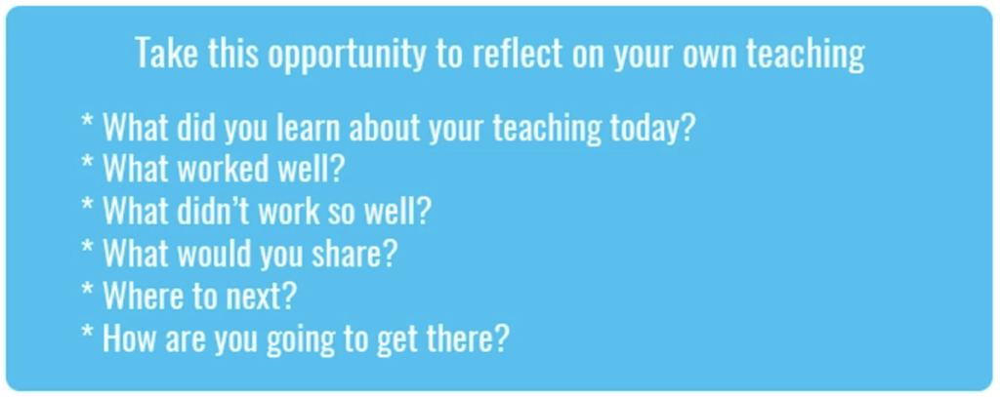 Take this opportunity to reflect on your own teaching
* What did you learn about your teaching today?
* What worked well?
* What didn't work so well?
* What would you share?
* Where to next?
* How are you going to get there?